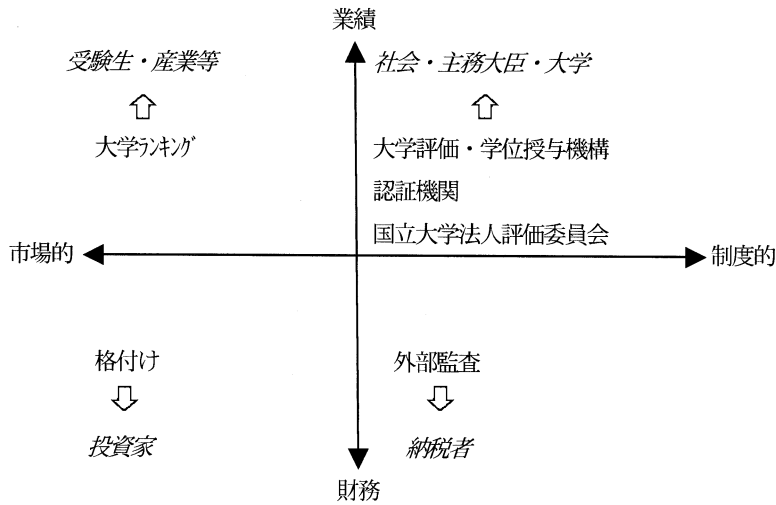 業績
受験生・産業等
社会・主務大臣・大学
大学ﾗﾝｷﾝｸﾞ
大学評価・学位授与機構
認証機関
国立大学法人評価委員会
市場的
制度的
格付け
外部監査
投資家
納税者
財務